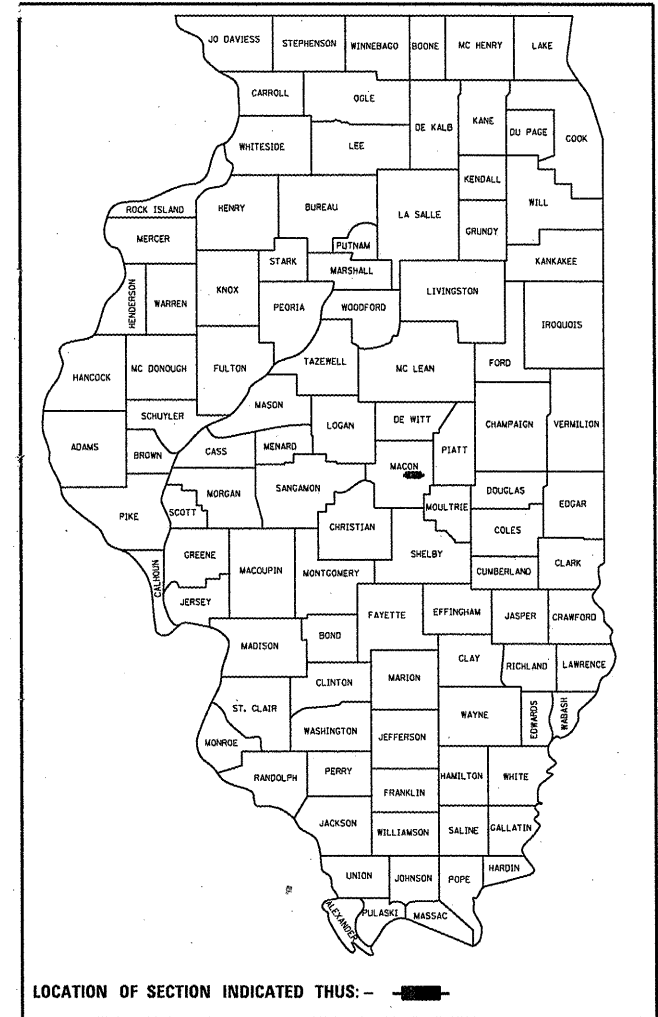 JO DAVIESS STEPHENSON WINNEBAGO BOONE MC HENRY LAKE
CARROLL OGLE DE KALB KANE DU PAGE COOK
WHITESIDE LEE
KENDALL WILL
ROCK ISLAND HENRY BUREAU LA SALLE GRUNDY
MERCER PUTNAM
STARK MARSHALL KANKAKEE
HENDERSON WARREN KNOX PEORIA WOODFORD LIVINGSTON IROQUOIS
HANCOCK MC DONOUGH FULTON TAZEWELL MC LEAN FORD
SCHUYLER MASON LOGAN DE WITT CHAMPAIGN VERMILION
ADAMS BROWN CASS MENARD MACON PIATT
PIKE SCOTT MORGAN SANGAMON CHRISTIAN MOULTRIE DOUGLAS EDGAR
COLES
CALHOUN GREENE MACOUPIN MONTGOMERY SHELBY CUMBERLAND CLARK
JERSEY FAYETTE EFFINGHAM JASPER CRAWFORD
MADISON BOND CLAY RICHLAND LAWRENCE
CLINTON MARION
ST. CLAIR WAYNE EDWARDS WABASH
MONROE WASHINGTON JEFFERSON
RANDOLPH PERRY HAMILTON WHITE
FRANKLIN
JACKSON WILLIAMSON SALINE GALLATIN
UNION JOHNSON POPE HARDIN
ALEXANDER PULASKI MASSAC
LOCATION OF SECTION INDICATED THUS: -